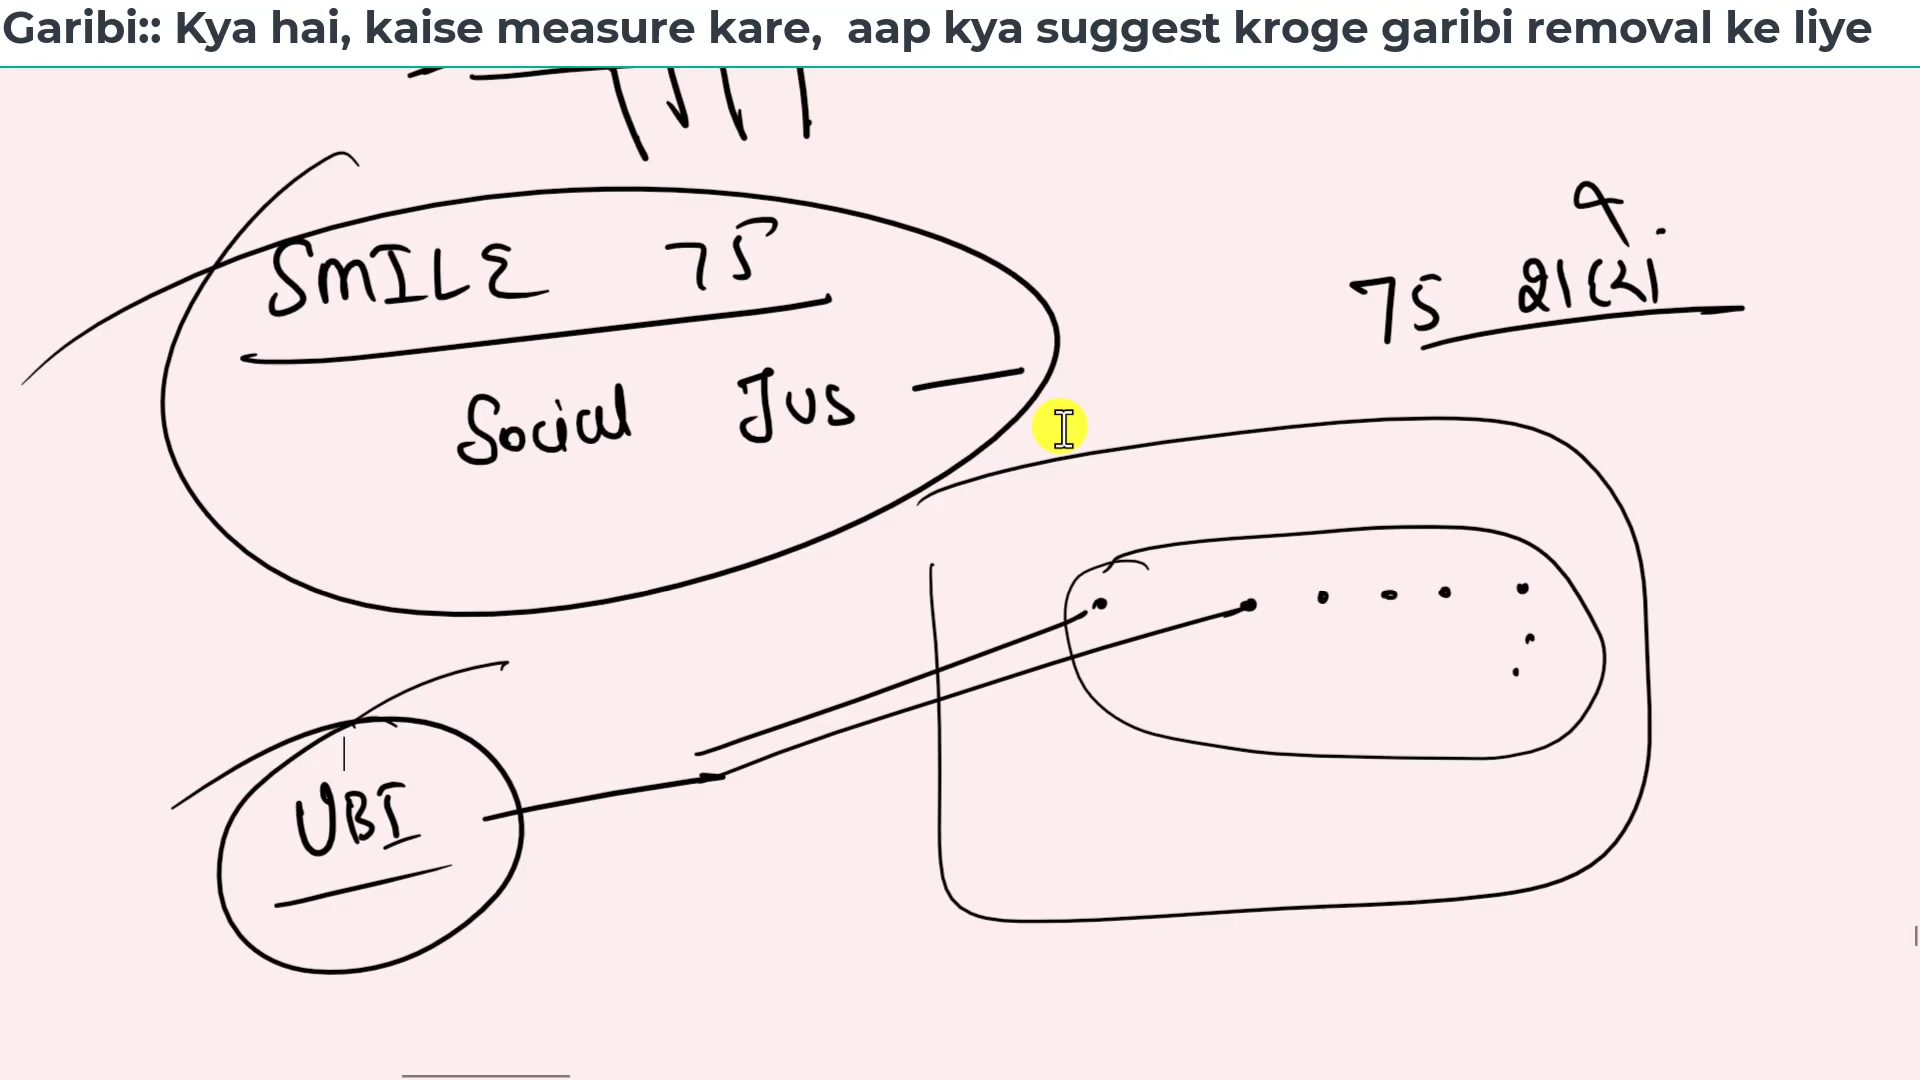 Garibi:: Kya hai, kaise measure kare,  aap kya suggest kroge garibi removal ke liye
SMILE 75
75
Social Jus
UBI